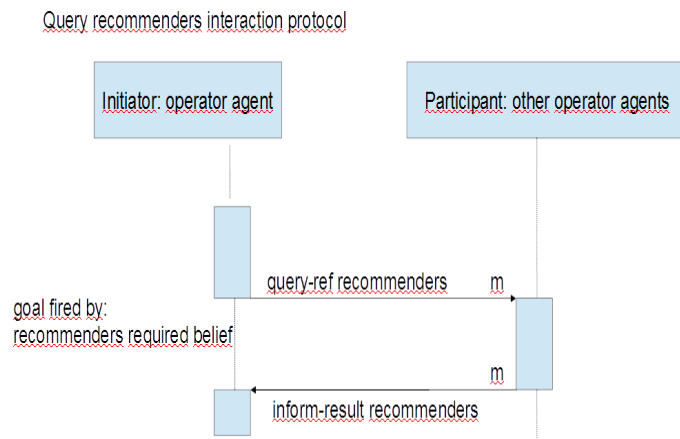 Query recommenders interaction protocol
Initiator: operator agent
Participant: other operator agents
query-ref recommenders
m
goal fired by:
recommenders required belief
m
inform-result recommenders